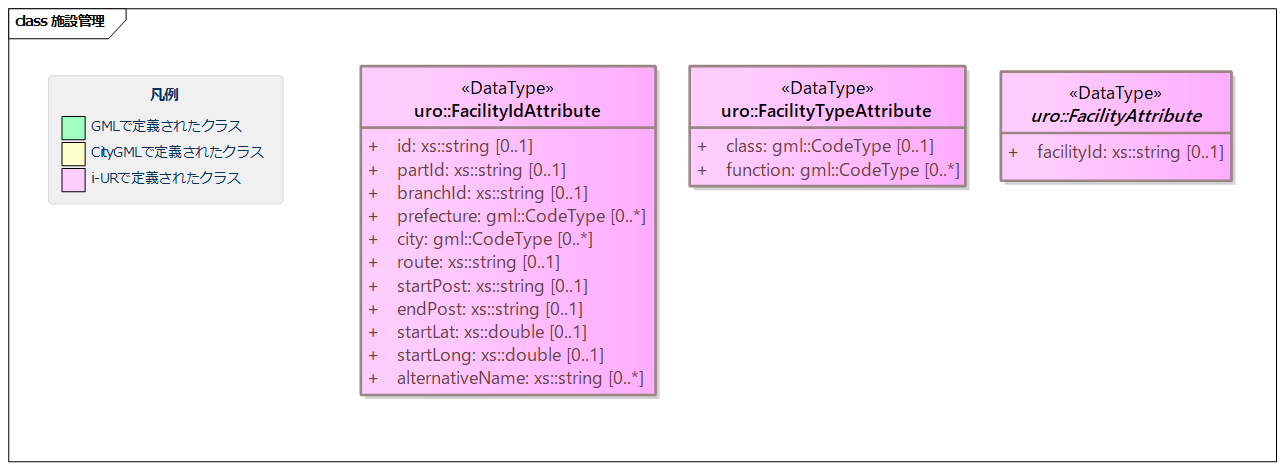 class 施設管理
凡例
GMLで定義されたクラス
CityGMLで定義されたクラス
i-URで定義されたクラス
«DataType»
uro::FacilityIdAttribute
+ id: xs::string [0..1]
+ partId: xs::string [0..1]
+ branchId: xs::string [0..1]
+ prefecture: gml::CodeType [0..*]
+ city: gml::CodeType [0..*]
+ route: xs::string [0..1]
+ startPost: xs::string [0..1]
+ endPost: xs::string [0..1]
+ startLat: xs::double [0..1]
+ startLong: xs::double [0..1]
+ alternativeName: xs::string [0..*]
«DataType»
uro::FacilityTypeAttribute
+ class: gml::CodeType [0..1]
+ function: gml::CodeType [0..*]
«DataType»
uro::FacilityAttribute
+ facilityId: xs::string [0..1]